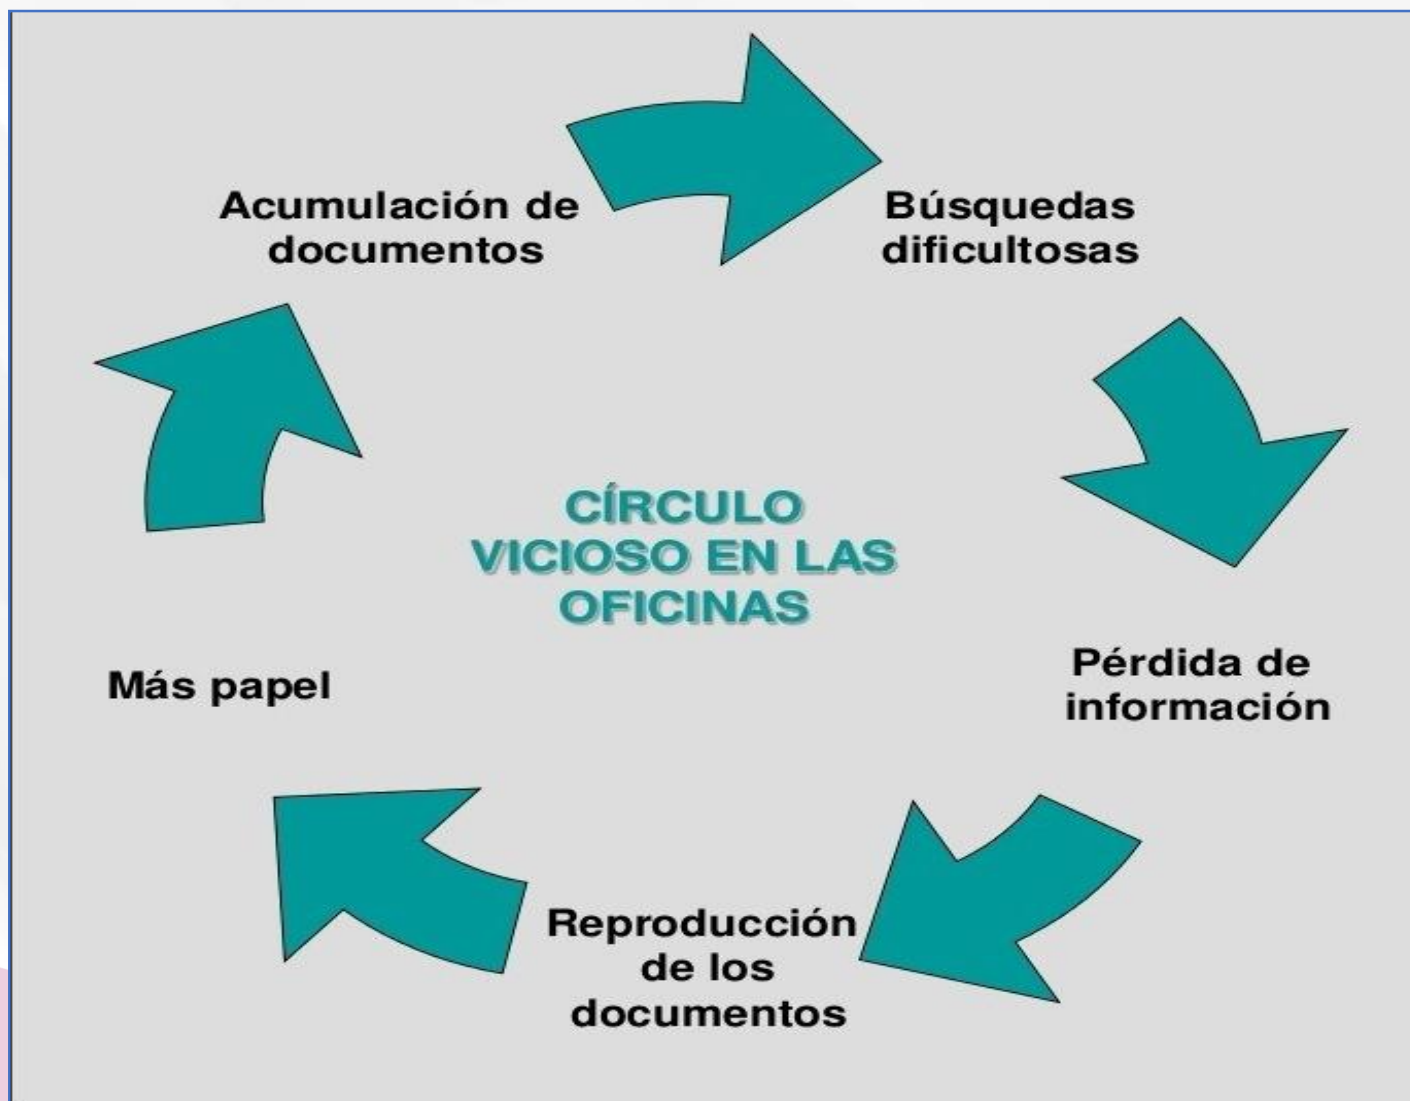 Acumulación de
documentos
Búsquedas
dificultosas
CÍRCULO
VICIOSO EN LAS
OFICINAS
Pérdida de
información
Más papel
Reproducción
de los
documentos